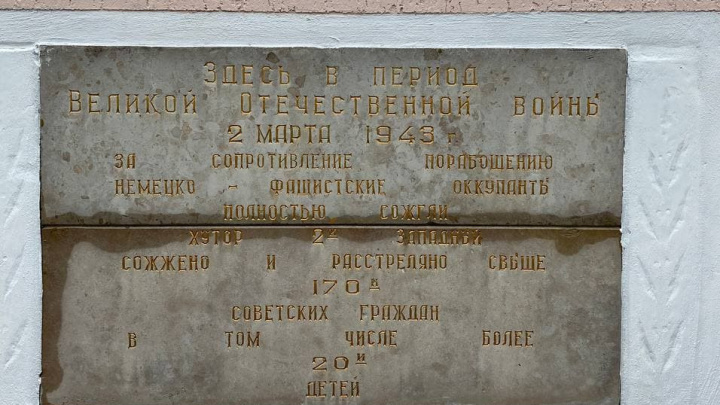 Здесь в период
Великой Отечественной войны
2 марта 1943 г
за сопротивление порабощению
немецко - фашистские оккупанты
полностью сожгли
хутор 2й Западный
сожжено и расстреляно свыше
170и
советских граждан
в том числе более
20и
детей